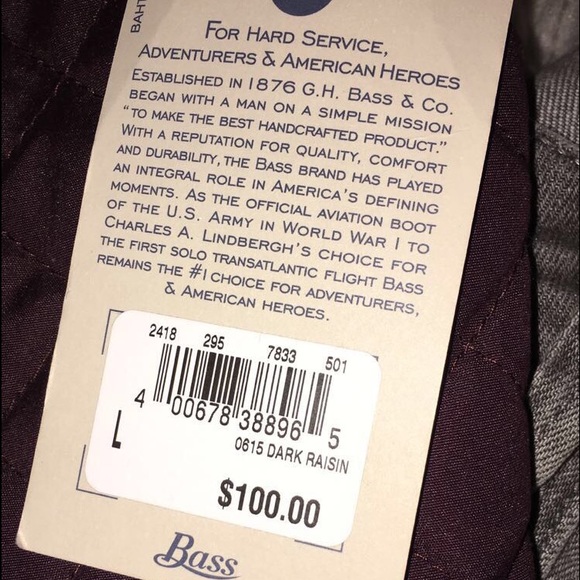 BAHT
FOR HARD SERVICE,
ADVENTURERS & AMERICAN HEROES
ESTABLISHED IN 1876 G.H. BASS & CO.
BEGAN WITH A MAN ON A SIMPLE MISSION
"TO MAKE THE BEST HANDCRAFTED PRODUCT."
WITH A REPUTATION FOR QUALITY, COMFORT
AND DURABILITY, THE BASS BRAND HAS PLAYED
AN INTEGRAL ROLE IN AMERICA'S DEFINING
MOMENTS. AS THE OFFICIAL AVIATION BOOT
OF THE U.S. ARMY IN WORLD WAR I TO
CHARLES A. LINDBERGH'S CHOICE FOR
THE FIRST SOLO TRANSATLANTIC FLIGHT BASS
REMAINS THE #1 CHOICE FOR ADVENTURERS,
& AMERICAN HEROES.
2418 295 7833 501
4 00678 38896 5
L
0615 DARK RAISIN
$100.00
Bass